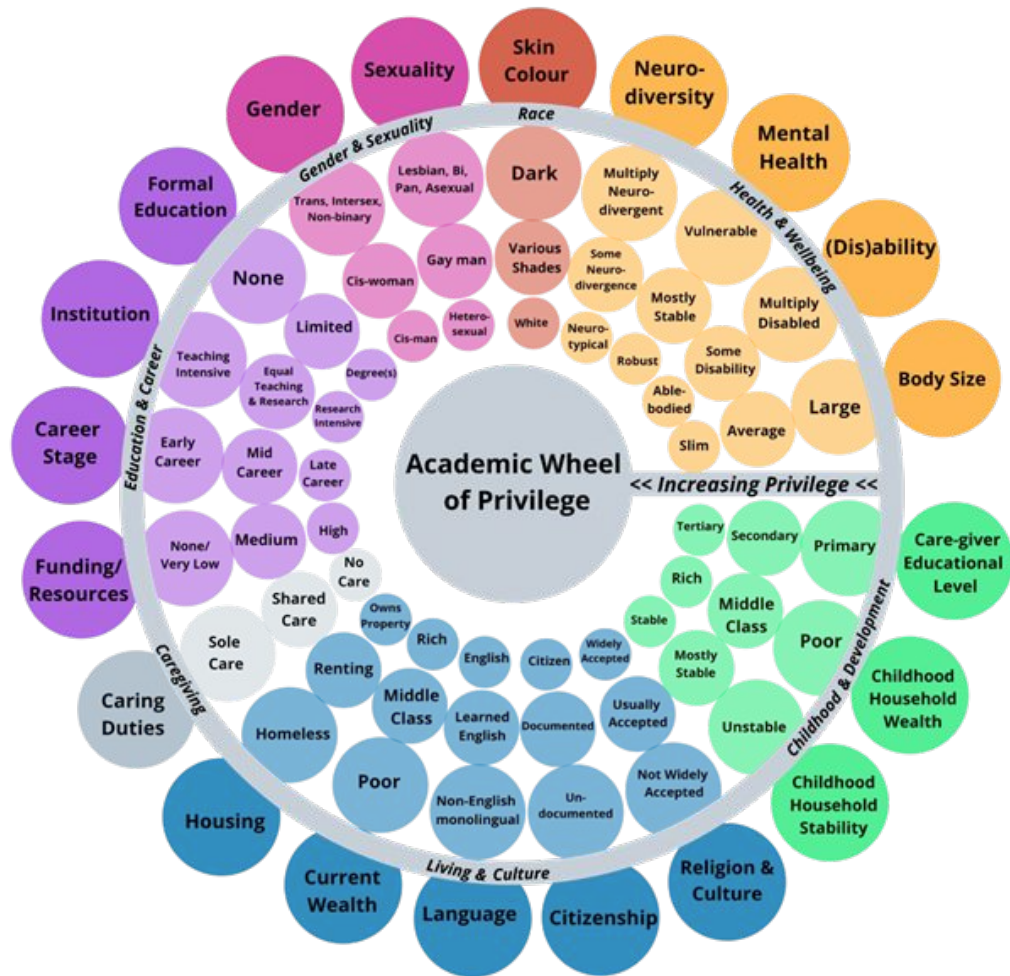 Academic Wheel
of Privilege
<< Increasing Privilege <<
Race
Skin
Colour
Dark
Various
Shades
White
Health & Wellbeing
Neuro-
diversity
Multiply
Neuro-
divergent
Some
Neuro-
divergence
Neuro-
typical
Mental
Health
Vulnerable
Mostly
Stable
Robust
(Dis)ability
Multiply
Disabled
Some
Disability
Able-
bodied
Body Size
Large
Average
Slim
Childhood & Development
Care-giver
Educational
Level
Primary
Secondary
Tertiary
Childhood
Household
Wealth
Poor
Middle
Class
Rich
Childhood
Household
Stability
Unstable
Mostly
Stable
Stable
Living & Culture
Religion &
Culture
Not Widely
Accepted
Usually
Accepted
Widely
Accepted
Citizenship
Un-
documented
Documented
Citizen
Language
Non-English
monolingual
Learned
English
English
Current
Wealth
Poor
Middle
Class
Rich
Housing
Homeless
Renting
Owns
Property
Caregiving
Caring
Duties
Sole
Care
Shared
Care
No
Care
Education & Career
Funding/
Resources
None/
Very Low
Medium
High
Career
Stage
Early
Career
Mid
Career
Late
Career
Institution
Teaching
Intensive
Equal
Teaching
& Research
Research
Intensive
Formal
Education
None
Limited
Degree(s)
Gender & Sexuality
Gender
Trans, Intersex,
Non-binary
Cis-woman
Cis-man
Sexuality
Lesbian, Bi,
Pan, Asexual
Gay man
Hetero-
sexual